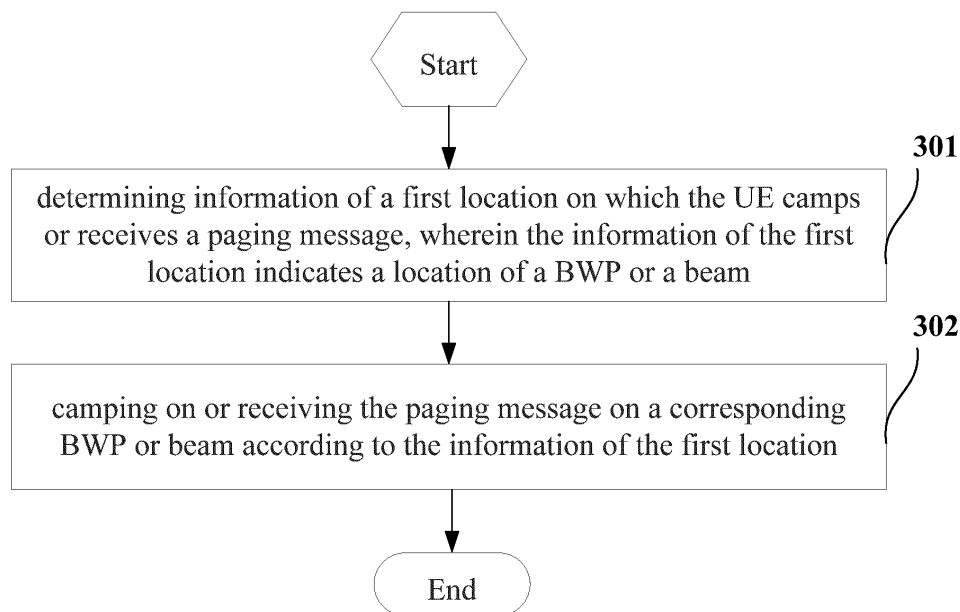 Start
301
determining information of a first location on which the UE camps
or receives a paging message, wherein the information of the first
location indicates a location of a BWP or a beam
302
camping on or receiving the paging message on a corresponding
BWP or beam according to the information of the first location
End